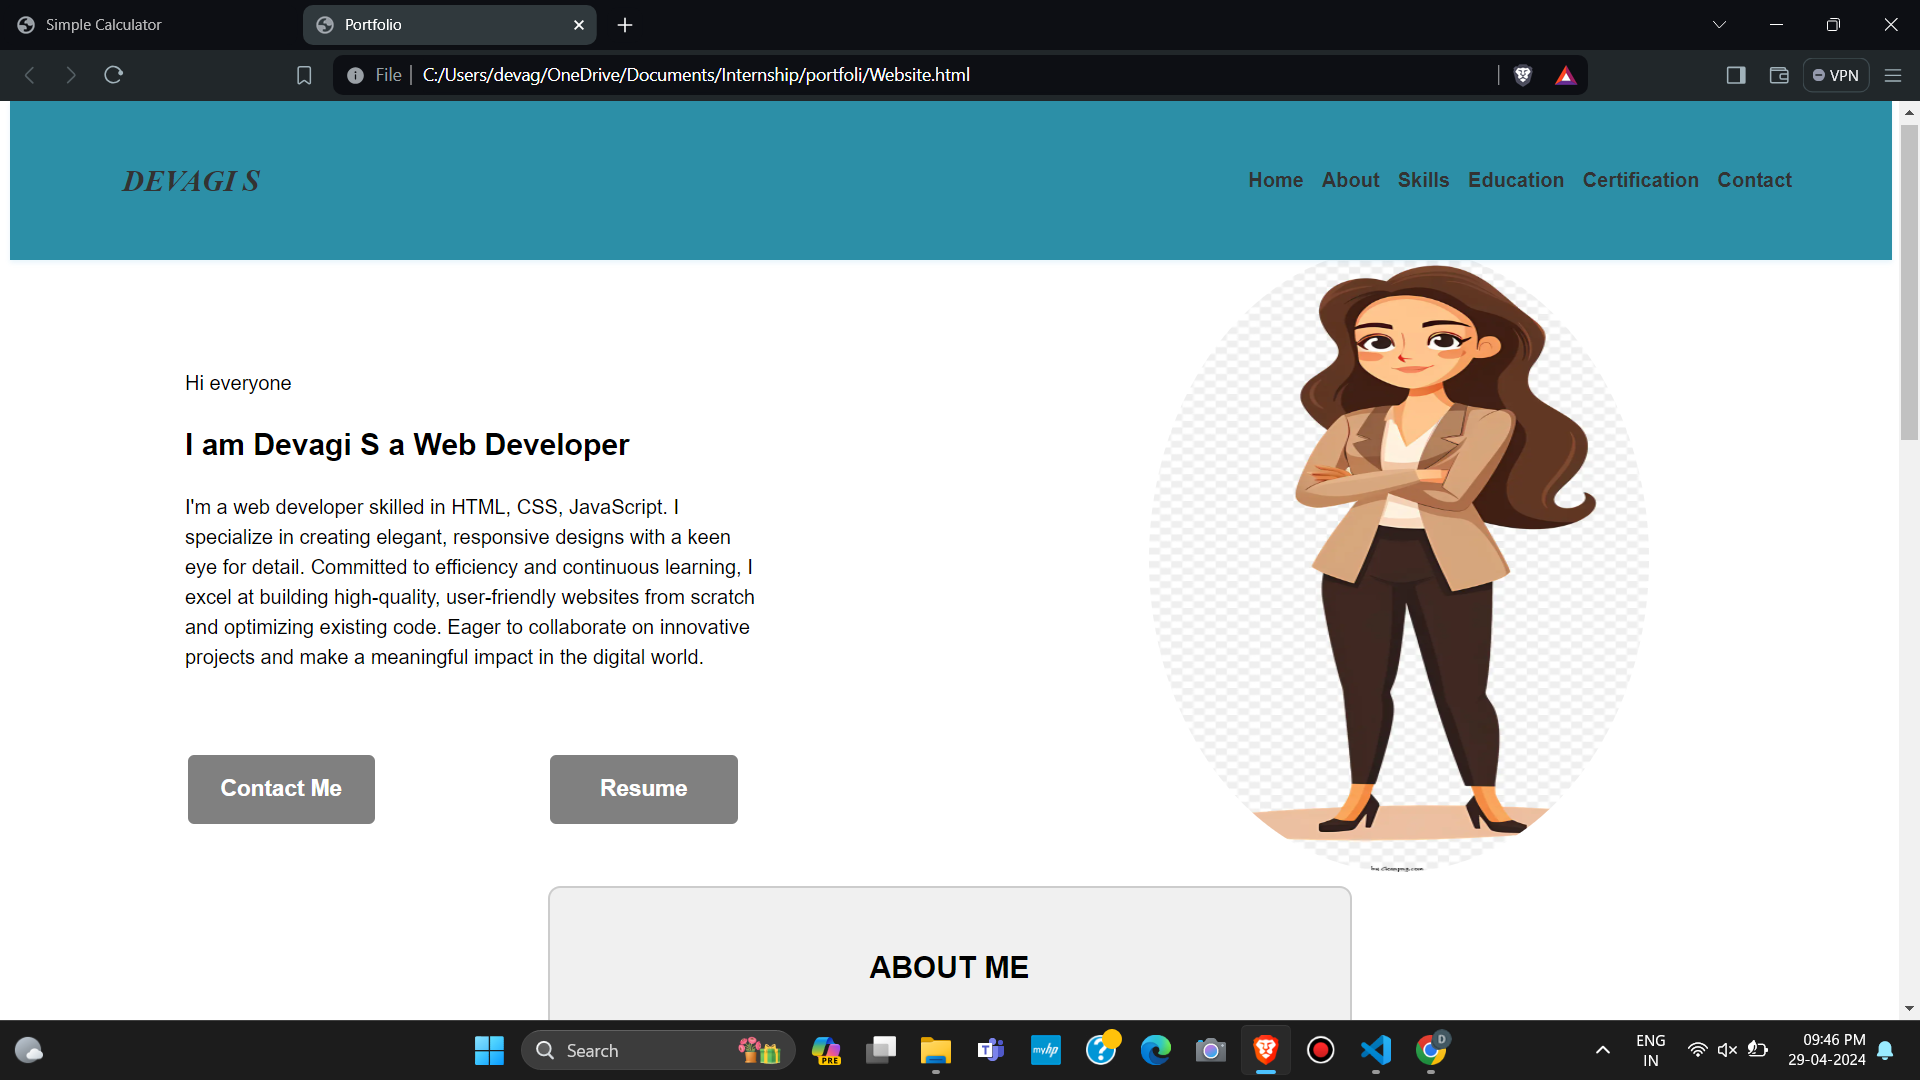 Simple Calculator
Portfolio
File
C:/Users/devag/OneDrive/Documents/Internship/portfoli/Website.html
VPN
DEVAGI S
Home About Skills Education Certification Contact
Hi everyone
I am Devagi S a Web Developer
I'm a web developer skilled in HTML, CSS, JavaScript. I
specialize in creating elegant, responsive designs with a keen
eye for detail. Committed to efficiency and continuous learning, I
excel at building high-quality, user-friendly websites from scratch
and optimizing existing code. Eager to collaborate on innovative
projects and make a meaningful impact in the digital world.
Contact Me
Resume
ABOUT ME
Search
PRE
T
myhp
?
D
ENG
IN
09:46 PM
29-04-2024